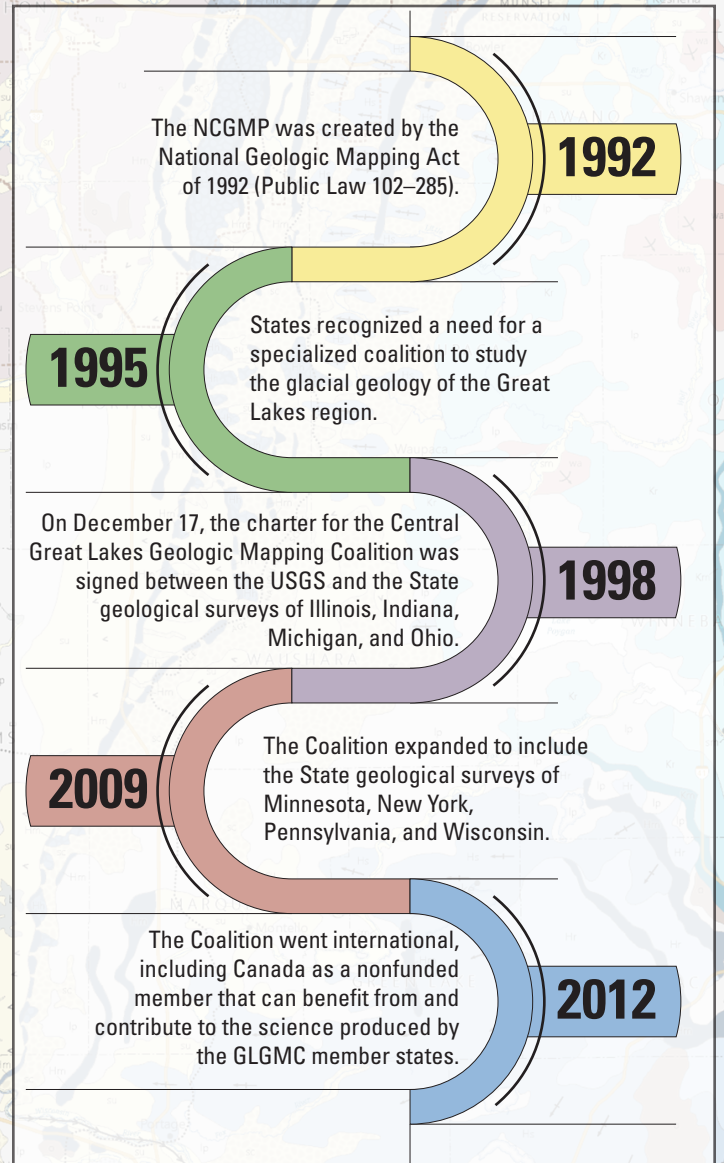 MUNSEE
RESERVATION
The NCGMP was created by the
National Geologic Mapping Act
of 1992 (Public Law 102–285).
1992
States recognized a need for a
specialized coalition to study
the glacial geology of the Great
Lakes region.
1995
On December 17, the charter for the Central
Great Lakes Geologic Mapping Coalition was
signed between the USGS and the State
geological surveys of Illinois, Indiana,
Michigan, and Ohio.
1998
WAUSHARA
The Coalition expanded to include
the State geological surveys of
Minnesota, New York,
Pennsylvania, and Wisconsin.
2009
The Coalition went international,
including Canada as a nonfunded
member that can benefit from and
contribute to the science produced by
the GLGMC member states.
2012